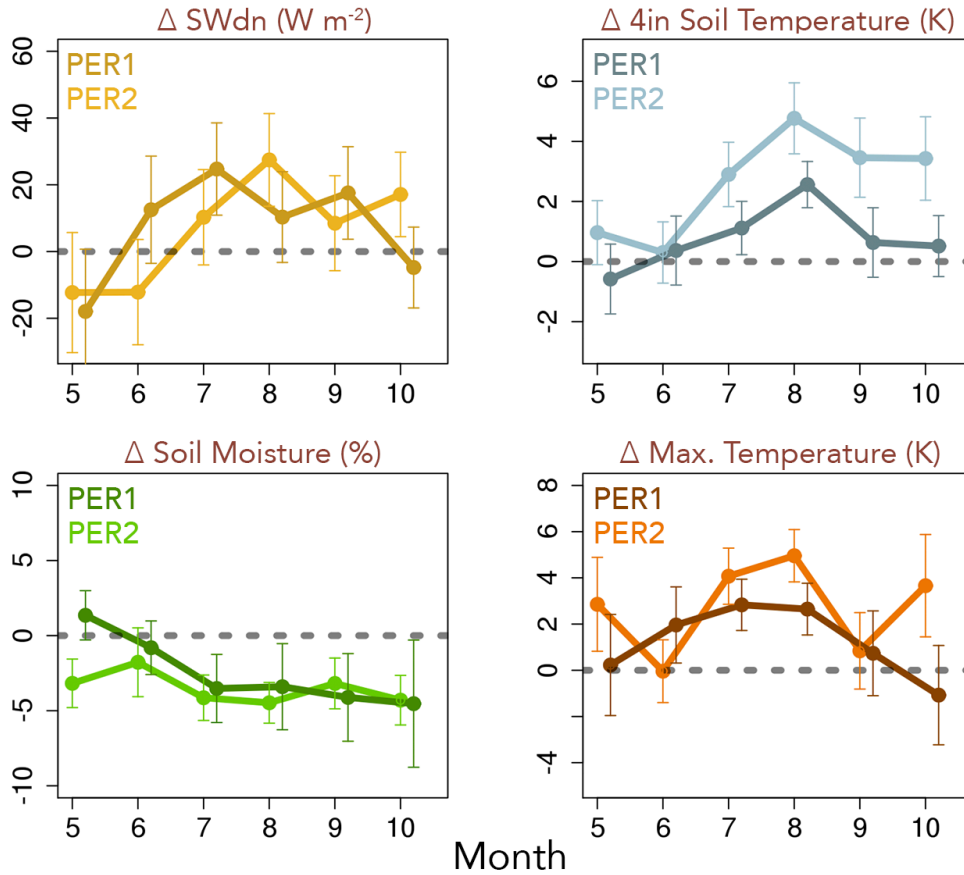 Δ SWdn (W m⁻²)
PER1
PER2
60
40
20
0
-20
5 6 7 8 9 10
Δ 4in Soil Temperature (K)
PER1
PER2
6
4
2
0
-2
5 6 7 8 9 10
Δ Soil Moisture (%)
PER1
PER2
10
5
0
-5
-10
5 6 7 8 9 10
Δ Max. Temperature (K)
PER1
PER2
8
6
4
2
0
-4
5 6 7 8 9 10
Month